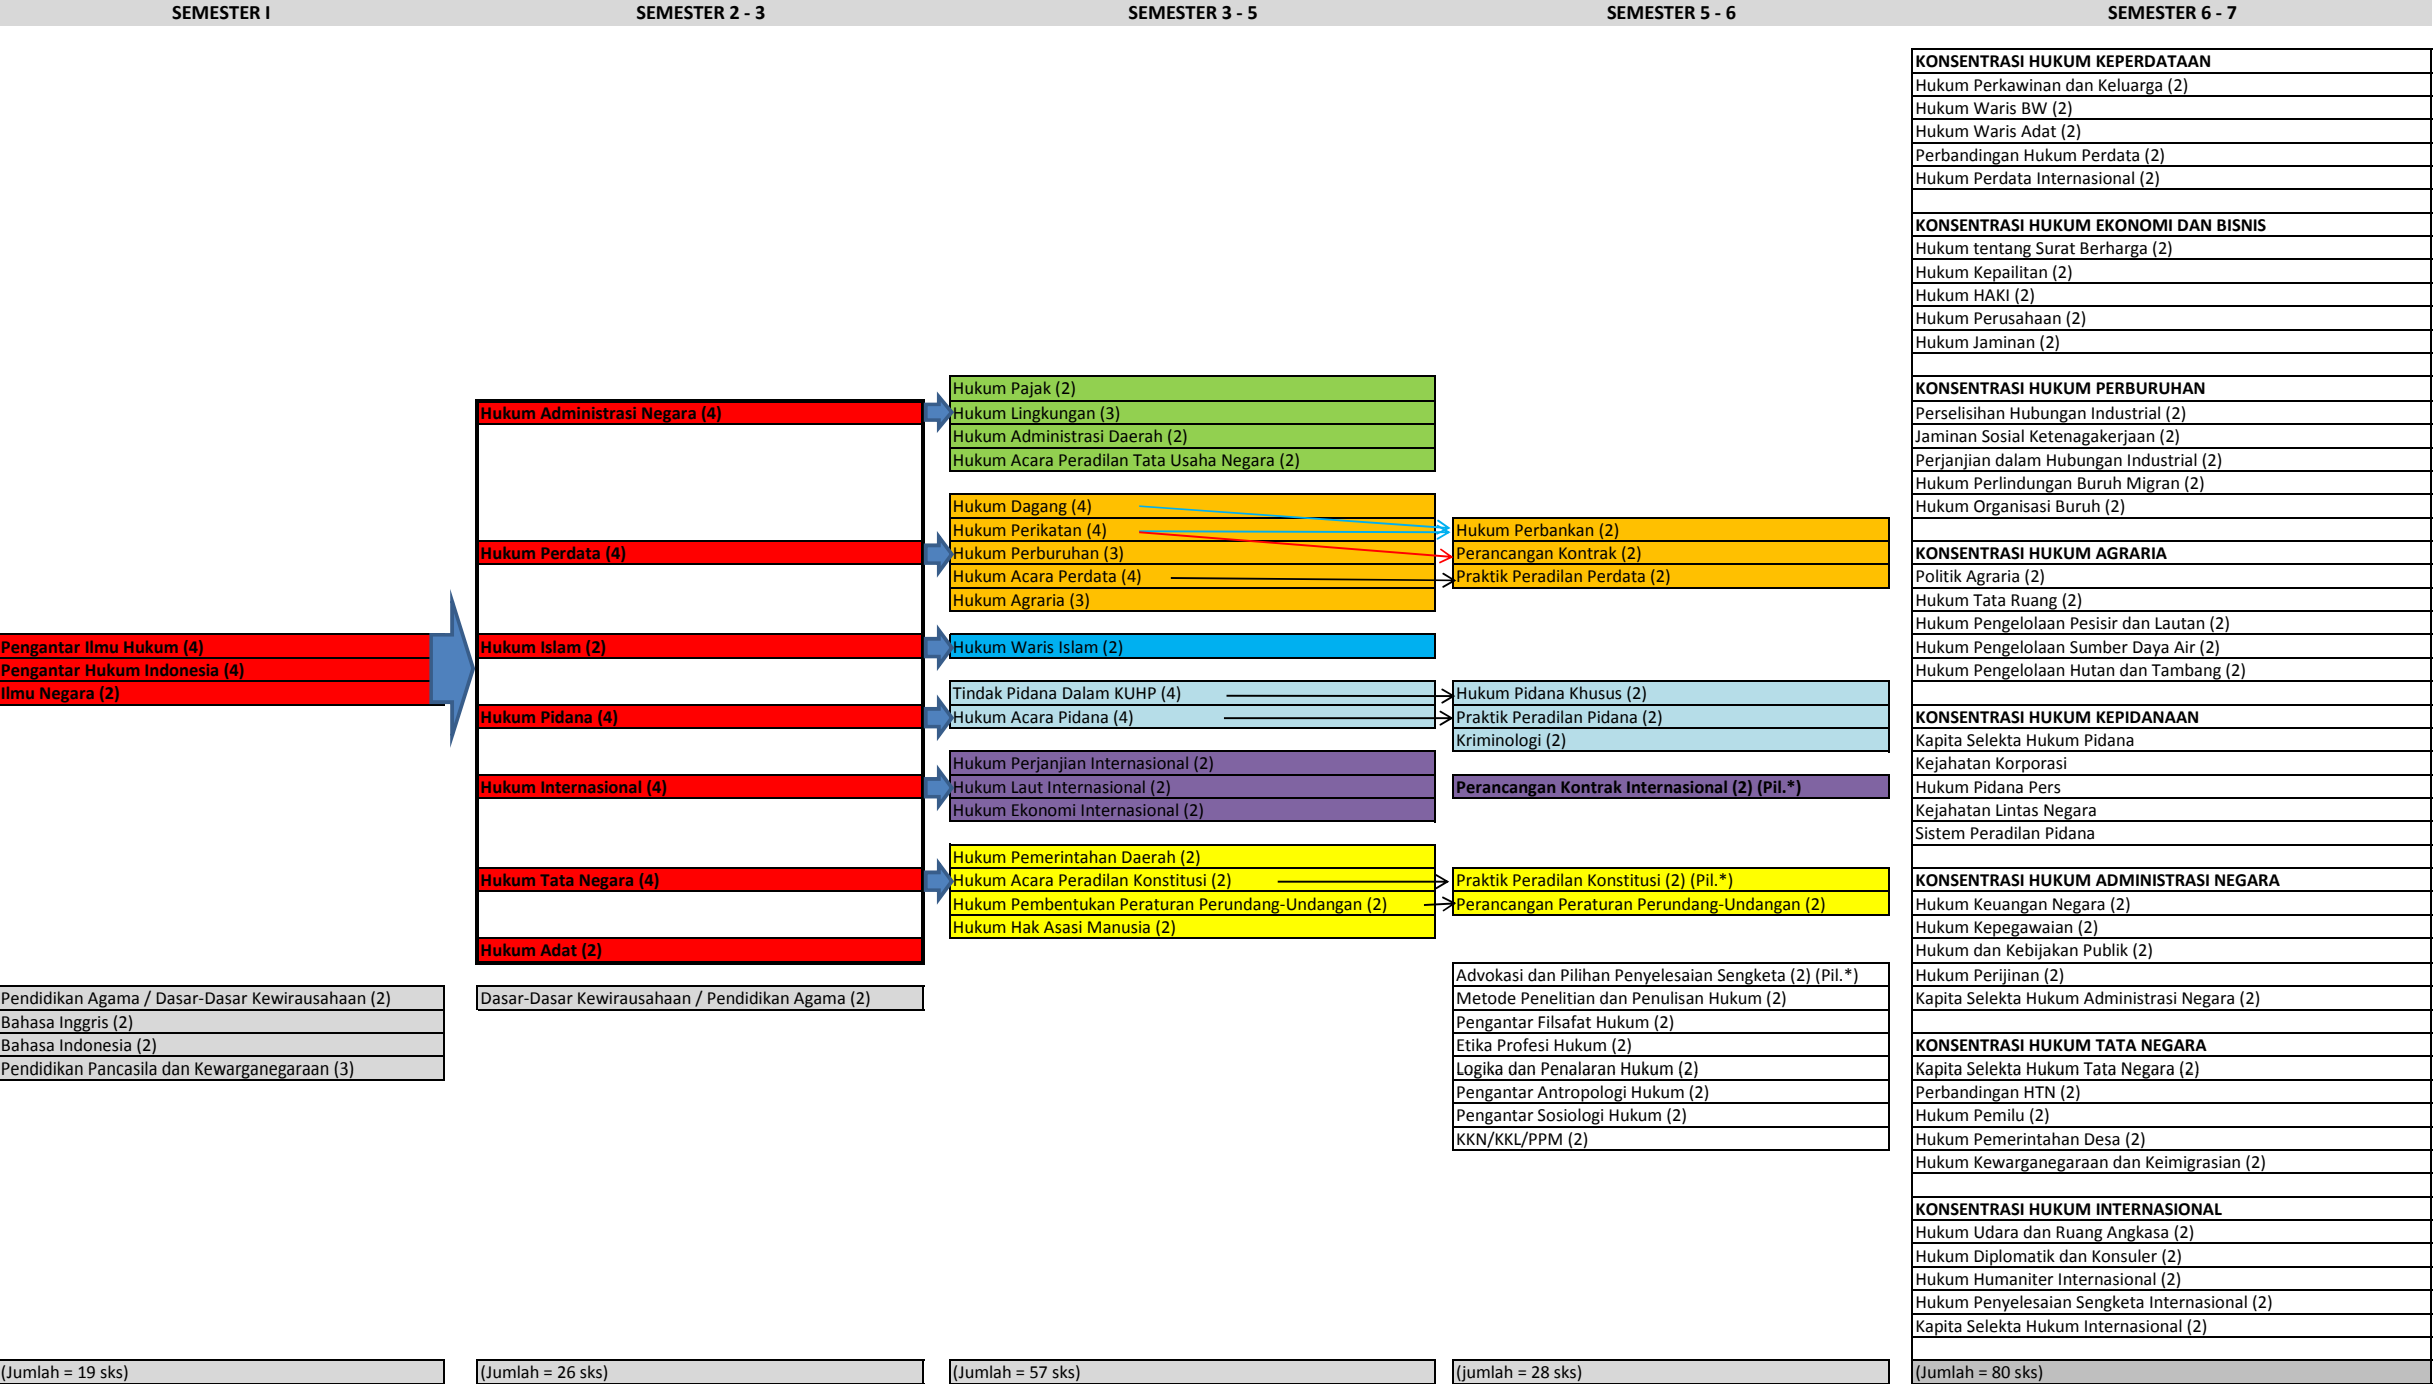 SEMESTER I
SEMESTER 2 - 3
SEMESTER 3 - 5
SEMESTER 5 - 6
SEMESTER 6 - 7
Pengantar Ilmu Hukum (4)
Pengantar Hukum Indonesia (4)
Ilmu Negara (2)
Pendidikan Agama / Dasar-Dasar Kewirausahaan (2)
Bahasa Inggris (2)
Bahasa Indonesia (2)
Pendidikan Pancasila dan Kewarganegaraan (3)
(Jumlah = 19 sks)
Hukum Administrasi Negara (4)
Hukum Perdata (4)
Hukum Islam (2)
Hukum Pidana (4)
Hukum Internasional (4)
Hukum Tata Negara (4)
Hukum Adat (2)
Dasar-Dasar Kewirausahaan / Pendidikan Agama (2)
(Jumlah = 26 sks)
Hukum Pajak (2)
Hukum Lingkungan (3)
Hukum Administrasi Daerah (2)
Hukum Acara Peradilan Tata Usaha Negara (2)
Hukum Dagang (4)
Hukum Perikatan (4)
Hukum Perburuhan (3)
Hukum Acara Perdata (4)
Hukum Agraria (3)
Hukum Waris Islam (2)
Tindak Pidana Dalam KUHP (4)
Hukum Acara Pidana (4)
Hukum Perjanjian Internasional (2)
Hukum Laut Internasional (2)
Hukum Ekonomi Internasional (2)
Hukum Pemerintahan Daerah (2)
Hukum Acara Peradilan Konstitusi (2)
Hukum Pembentukan Peraturan Perundang-Undangan (2)
Hukum Hak Asasi Manusia (2)
(Jumlah = 57 sks)
Hukum Perbankan (2)
Perancangan Kontrak (2)
Praktik Peradilan Perdata (2)
Hukum Pidana Khusus (2)
Praktik Peradilan Pidana (2)
Kriminologi (2)
Perancangan Kontrak Internasional (2) (Pil.*)
Praktik Peradilan Konstitusi (2) (Pil.*)
Perancangan Peraturan Perundang-Undangan (2)
Advokasi dan Pilihan Penyelesaian Sengketa (2) (Pil.*)
Metode Penelitian dan Penulisan Hukum (2)
Pengantar Filsafat Hukum (2)
Etika Profesi Hukum (2)
Logika dan Penalaran Hukum (2)
Pengantar Antropologi Hukum (2)
Pengantar Sosiologi Hukum (2)
KKN/KKL/PPM (2)
(jumlah = 28 sks)
KONSENTRASI HUKUM KEPERDATAAN
Hukum Perkawinan dan Keluarga (2)
Hukum Waris BW (2)
Hukum Waris Adat (2)
Perbandingan Hukum Perdata (2)
Hukum Perdata Internasional (2)
KONSENTRASI HUKUM EKONOMI DAN BISNIS
Hukum tentang Surat Berharga (2)
Hukum Kepailitan (2)
Hukum HAKI (2)
Hukum Perusahaan (2)
Hukum Jaminan (2)
KONSENTRASI HUKUM PERBURUHAN
Perselisihan Hubungan Industrial (2)
Jaminan Sosial Ketenagakerjaan (2)
Perjanjian dalam Hubungan Industrial (2)
Hukum Perlindungan Buruh Migran (2)
Hukum Organisasi Buruh (2)
KONSENTRASI HUKUM AGRARIA
Politik Agraria (2)
Hukum Tata Ruang (2)
Hukum Pengelolaan Pesisir dan Lautan (2)
Hukum Pengelolaan Sumber Daya Air (2)
Hukum Pengelolaan Hutan dan Tambang (2)
KONSENTRASI HUKUM KEPIDANAAN
Kapita Selekta Hukum Pidana
Kejahatan Korporasi
Hukum Pidana Pers
Kejahatan Lintas Negara
Sistem Peradilan Pidana
KONSENTRASI HUKUM ADMINISTRASI NEGARA
Hukum Keuangan Negara (2)
Hukum Kepegawaian (2)
Hukum dan Kebijakan Publik (2)
Hukum Perijinan (2)
Kapita Selekta Hukum Administrasi Negara (2)
KONSENTRASI HUKUM TATA NEGARA
Kapita Selekta Hukum Tata Negara (2)
Perbandingan HTN (2)
Hukum Pemilu (2)
Hukum Pemerintahan Desa (2)
Hukum Kewarganegaraan dan Keimigrasian (2)
KONSENTRASI HUKUM INTERNASIONAL
Hukum Udara dan Ruang Angkasa (2)
Hukum Diplomatik dan Konsuler (2)
Hukum Humaniter Internasional (2)
Hukum Penyelesaian Sengketa Internasional (2)
Kapita Selekta Hukum Internasional (2)
(Jumlah = 80 sks)